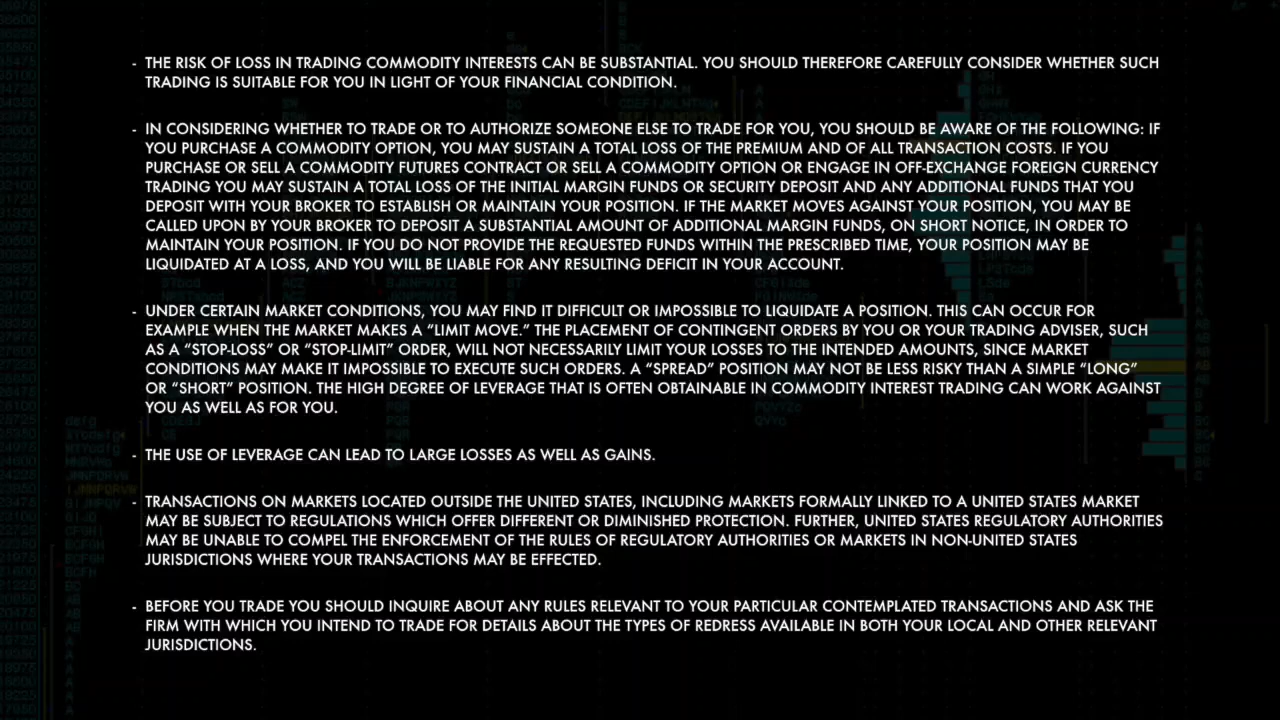 - THE RISK OF LOSS IN TRADING COMMODITY INTERESTS CAN BE SUBSTANTIAL. YOU SHOULD THEREFORE CAREFULLY CONSIDER WHETHER SUCH
TRADING IS SUITABLE FOR YOU IN LIGHT OF YOUR FINANCIAL CONDITION.
- IN CONSIDERING WHETHER TO TRADE OR TO AUTHORIZE SOMEONE ELSE TO TRADE FOR YOU, YOU SHOULD BE AWARE OF THE FOLLOWING: IF
YOU PURCHASE A COMMODITY OPTION, YOU MAY SUSTAIN A TOTAL LOSS OF THE PREMIUM AND OF ALL TRANSACTION COSTS. IF YOU
PURCHASE OR SELL A COMMODITY FUTURES CONTRACT OR SELL A COMMODITY OPTION OR ENGAGE IN OFF-EXCHANGE FOREIGN CURRENCY
TRADING YOU MAY SUSTAIN A TOTAL LOSS OF THE INITIAL MARGIN FUNDS OR SECURITY DEPOSIT AND ANY ADDITIONAL FUNDS THAT YOU
DEPOSIT WITH YOUR BROKER TO ESTABLISH OR MAINTAIN YOUR POSITION. IF THE MARKET MOVES AGAINST YOUR POSITION, YOU MAY BE
CALLED UPON BY YOUR BROKER TO DEPOSIT A SUBSTANTIAL AMOUNT OF ADDITIONAL MARGIN FUNDS, ON SHORT NOTICE, IN ORDER TO
MAINTAIN YOUR POSITION. IF YOU DO NOT PROVIDE THE REQUESTED FUNDS WITHIN THE PRESCRIBED TIME, YOUR POSITION MAY BE
LIQUIDATED AT A LOSS, AND YOU WILL BE LIABLE FOR ANY RESULTING DEFICIT IN YOUR ACCOUNT.
- UNDER CERTAIN MARKET CONDITIONS, YOU MAY FIND IT DIFFICULT OR IMPOSSIBLE TO LIQUIDATE A POSITION. THIS CAN OCCUR FOR
EXAMPLE WHEN THE MARKET MAKES A “LIMIT MOVE.” THE PLACEMENT OF CONTINGENT ORDERS BY YOU OR YOUR TRADING ADVISER, SUCH
AS A “STOP-LOSS” OR “STOP-LIMIT” ORDER, WILL NOT NECESSARILY LIMIT YOUR LOSSES TO THE INTENDED AMOUNTS, SINCE MARKET
CONDITIONS MAY MAKE IT IMPOSSIBLE TO EXECUTE SUCH ORDERS. A “SPREAD” POSITION MAY NOT BE LESS RISKY THAN A SIMPLE “LONG”
OR “SHORT” POSITION. THE HIGH DEGREE OF LEVERAGE THAT IS OFTEN OBTAINABLE IN COMMODITY INTEREST TRADING CAN WORK AGAINST
YOU AS WELL AS FOR YOU.
- THE USE OF LEVERAGE CAN LEAD TO LARGE LOSSES AS WELL AS GAINS.
- TRANSACTIONS ON MARKETS LOCATED OUTSIDE THE UNITED STATES, INCLUDING MARKETS FORMALLY LINKED TO A UNITED STATES MARKET
MAY BE SUBJECT TO REGULATIONS WHICH OFFER DIFFERENT OR DIMINISHED PROTECTION. FURTHER, UNITED STATES REGULATORY AUTHORITIES
MAY BE UNABLE TO COMPEL THE ENFORCEMENT OF THE RULES OF REGULATORY AUTHORITIES OR MARKETS IN NON-UNITED STATES
JURISDICTIONS WHERE YOUR TRANSACTIONS MAY BE EFFECTED.
- BEFORE YOU TRADE YOU SHOULD INQUIRE ABOUT ANY RULES RELEVANT TO YOUR PARTICULAR CONTEMPLATED TRANSACTIONS AND ASK THE
FIRM WITH WHICH YOU INTEND TO TRADE FOR DETAILS ABOUT THE TYPES OF REDRESS AVAILABLE IN BOTH YOUR LOCAL AND OTHER RELEVANT
JURISDICTIONS.